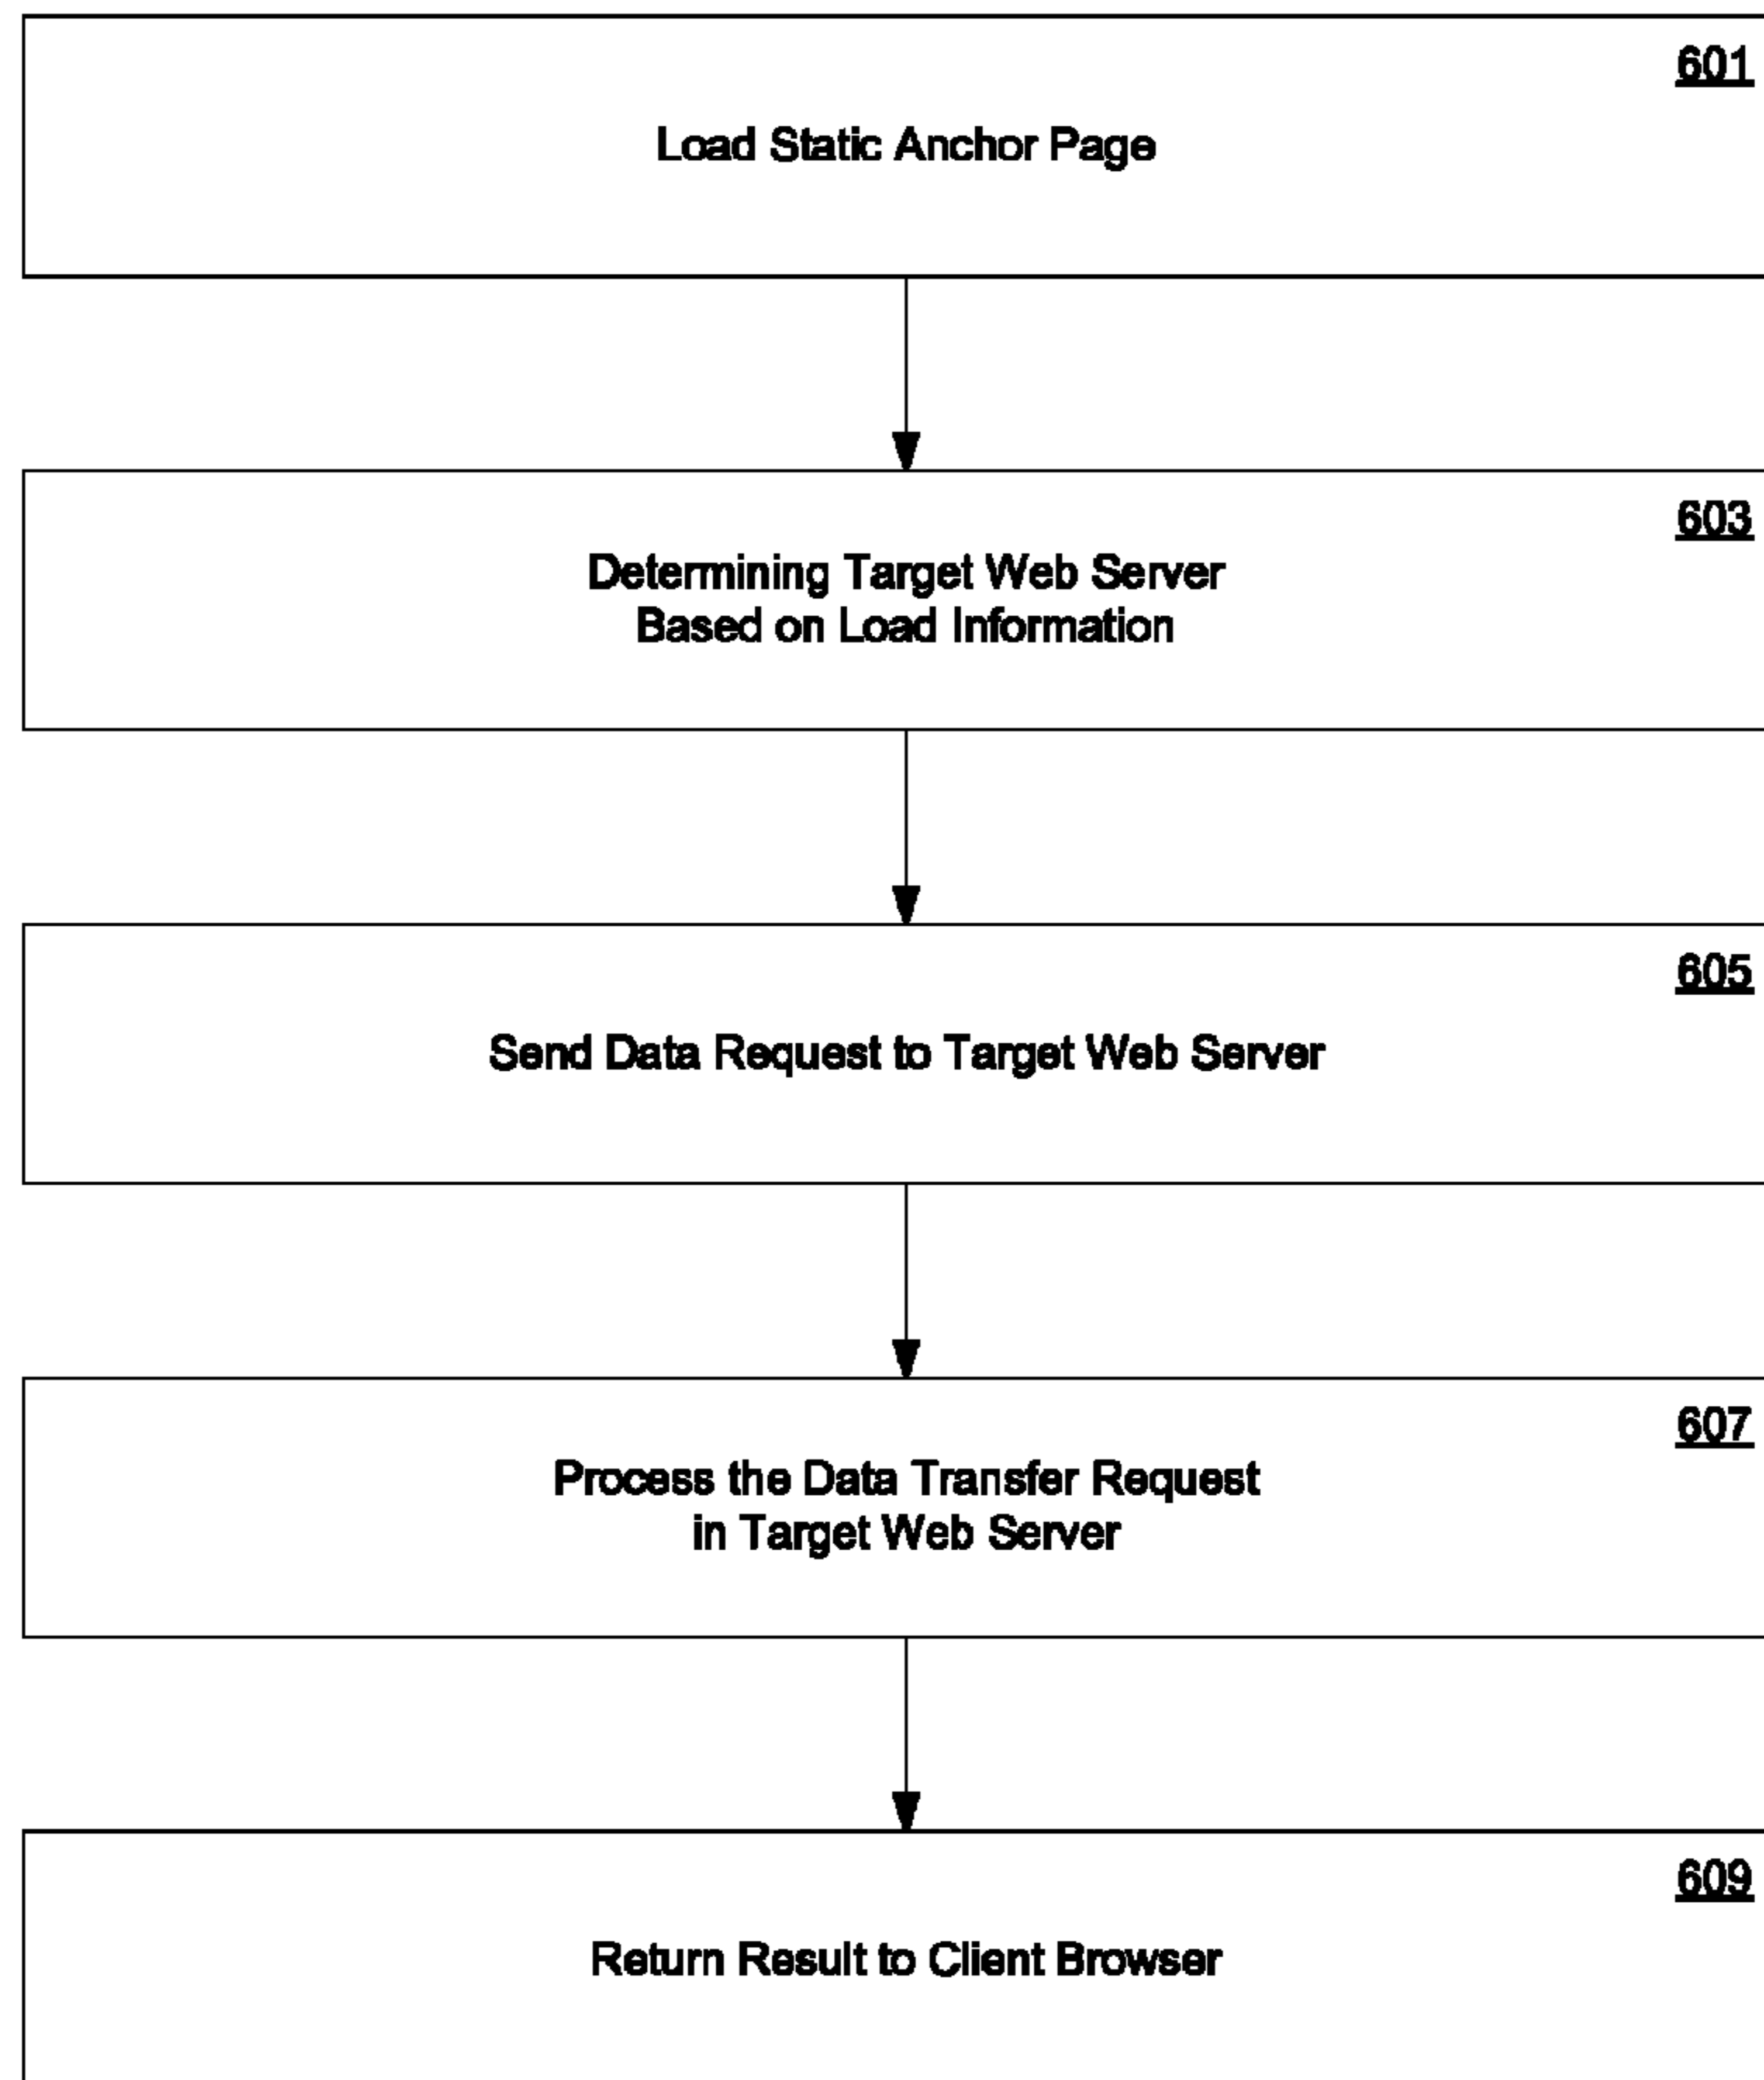 601
Load Static Anchor Page
603
Determining Target Web Server
Based on Load Information
605
Send Data Request to Target Web Server
607
Process the Data Transfer Request
in Target Web Server
609
Return Result to Client Browser